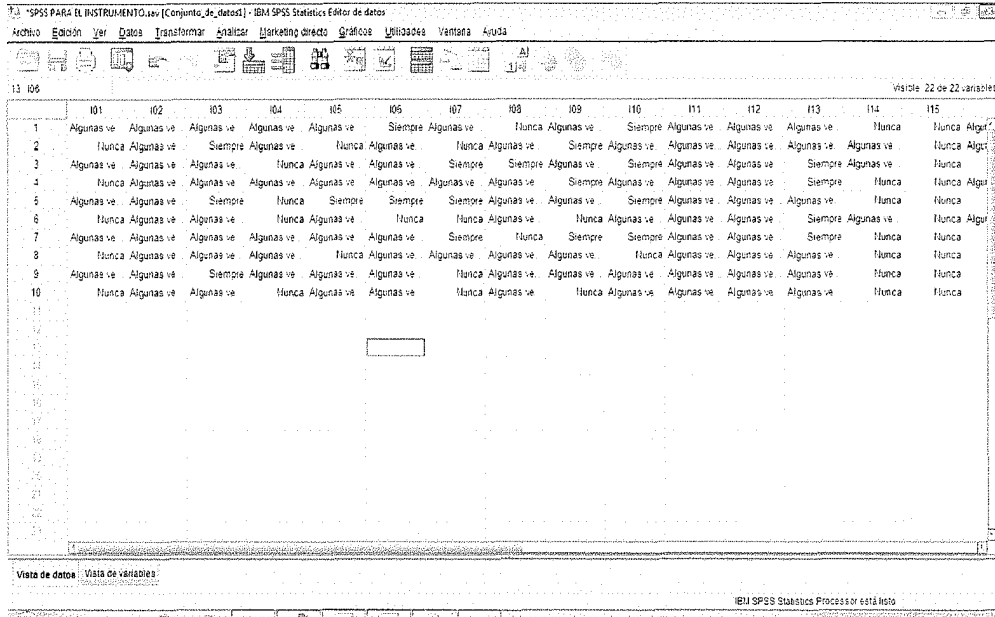 *SPSS PARA EL INSTRUMENTO.sav [Conjunto_de_datos1] - IBM SPSS Statistics Editor de datos
Archivo Edición Ver Datos Transformar Analizar Marketing directo Gráficos Utilidades Ventana Ayuda
13 I06 Visible 22 de 22 variables
I01 I02 I03 I04 I05 I06 I07 I08 I09 I10 I11 I12 I13 I14 I15
1 Algunas ve... Algunas ve... Algunas ve... Algunas ve... Algunas ve... Siempre Algunas ve... Nunca Algunas ve... Siempre Algunas ve... Algunas ve... Algunas ve... Nunca Nunca
2 Nunca Algunas ve... Siempre Algunas ve... Nunca Algunas ve... Nunca Algunas ve... Siempre Algunas ve... Algunas ve... Algunas ve... Algunas ve... Algunas ve... Nunca
3 Algunas ve... Algunas ve... Algunas ve... Nunca Algunas ve... Algunas ve... Siempre Siempre Algunas ve... Siempre Algunas ve... Algunas ve... Siempre Algunas ve... Nunca
4 Nunca Algunas ve... Algunas ve... Algunas ve... Algunas ve... Algunas ve... Algunas ve... Algunas ve... Siempre Algunas ve... Algunas ve... Algunas ve... Siempre Nunca Nunca
5 Algunas ve... Algunas ve... Siempre Nunca Siempre Siempre Siempre Algunas ve... Algunas ve... Siempre Algunas ve... Algunas ve... Algunas ve... Nunca Nunca
6 Nunca Algunas ve... Algunas ve... Nunca Algunas ve... Nunca Nunca Algunas ve... Nunca Algunas ve... Algunas ve... Algunas ve... Siempre Algunas ve... Nunca
7 Algunas ve... Algunas ve... Algunas ve... Algunas ve... Algunas ve... Algunas ve... Siempre Nunca Siempre Siempre Algunas ve... Algunas ve... Siempre Nunca Nunca
8 Nunca Algunas ve... Algunas ve... Algunas ve... Nunca Algunas ve... Algunas ve... Algunas ve... Algunas ve... Nunca Algunas ve... Algunas ve... Algunas ve... Nunca Nunca
9 Algunas ve... Algunas ve... Siempre Algunas ve... Algunas ve... Algunas ve... Nunca Algunas ve... Algunas ve... Algunas ve... Algunas ve... Algunas ve... Algunas ve... Nunca Nunca
10 Nunca Algunas ve... Algunas ve... Nunca Algunas ve... Algunas ve... Nunca Algunas ve... Nunca Algunas ve... Algunas ve... Algunas ve... Algunas ve... Nunca Nunca
21
Vista de datos Vista de variables
IBM SPSS Statistics Processor está listo